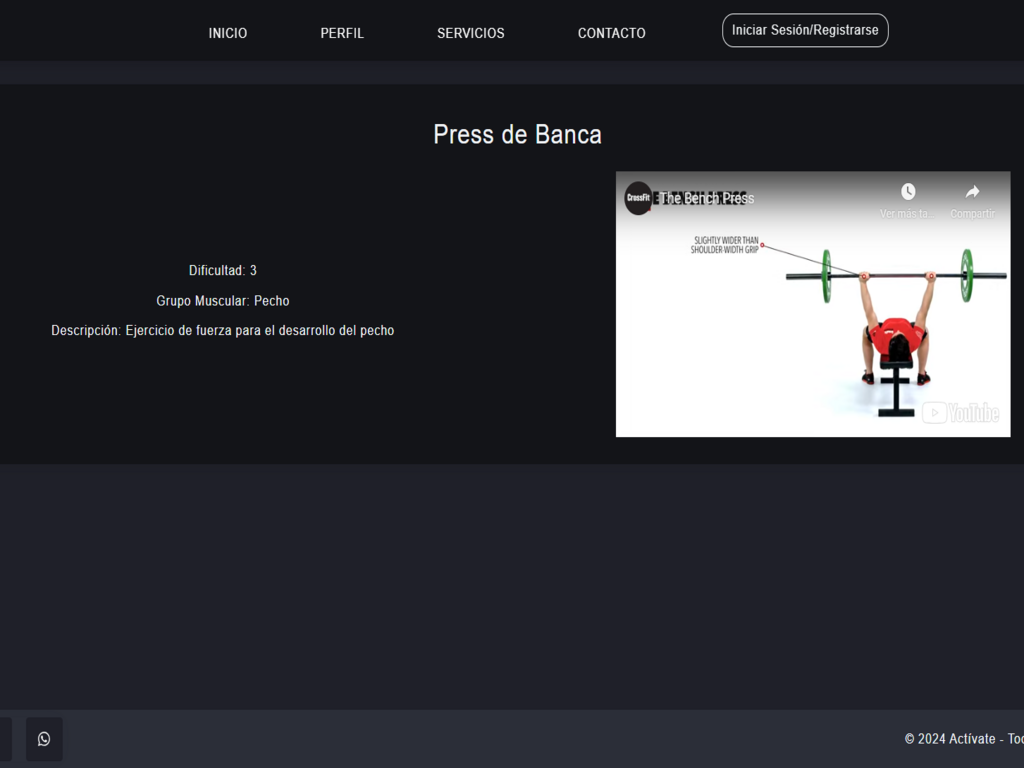 INICIO
PERFIL
SERVICIOS
CONTACTO
Iniciar Sesión/Registrarse
Press de Banca
Dificultad: 3
Grupo Muscular: Pecho
Descripción: Ejercicio de fuerza para el desarrollo del pecho
CrossFit
The Bench Press
Ver más ta...
Compartir
SLIGHTLY WIDER THAN
SHOULDER-WIDTH GRIP
YouTube
© 2024 Actívate -